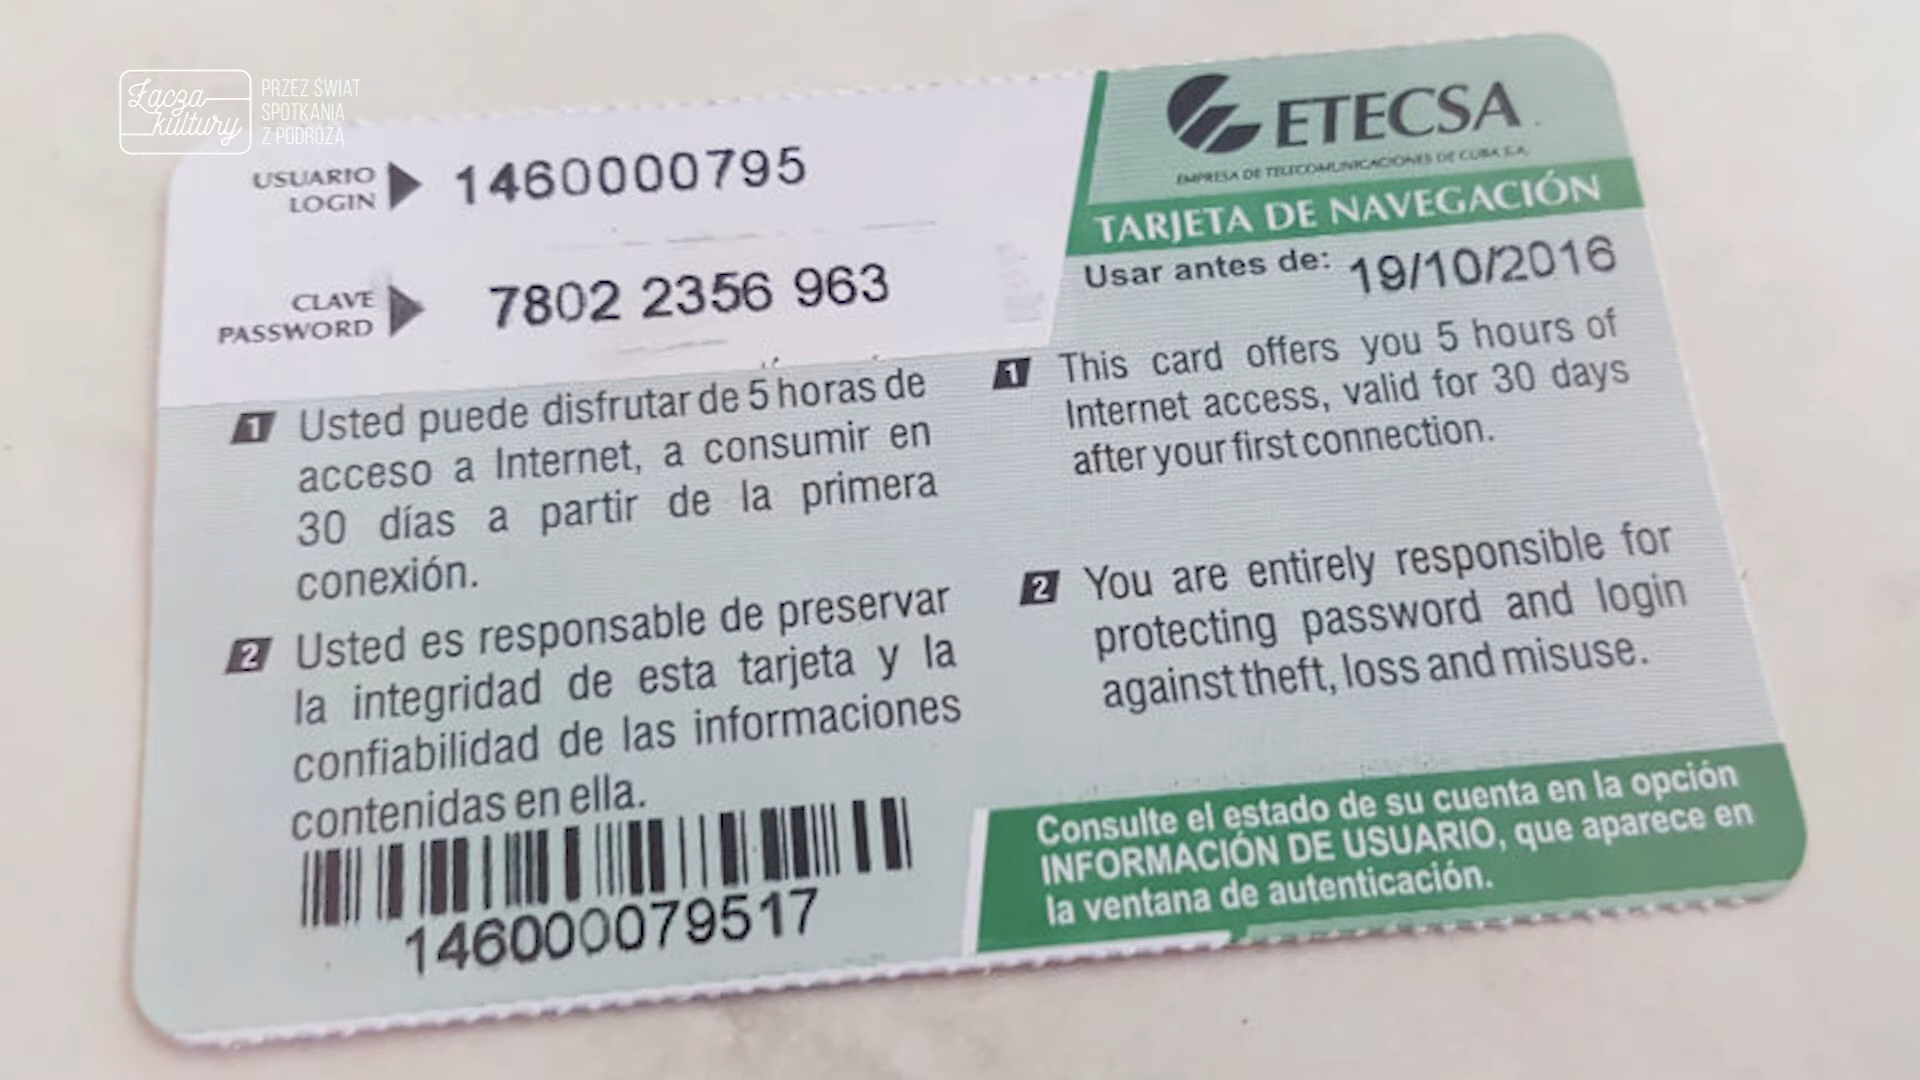 Łącza kultury
PRZEZ ŚWIAT
SPOTKANIA
Z PODRÓŻĄ
USUARIO
LOGIN
1460000795
CLAVE
PASSWORD
7802 2356 963
ETECSA
EMPRESA DE TELECOMUNICACIONES DE CUBA S.A.
TARJETA DE NAVEGACIÓN
Usar antes de: 19/10/2016
1 Usted puede disfrutar de 5 horas de
acceso a Internet, a consumir en
30 días a partir de la primera
conexión.
2 Usted es responsable de preservar
la integridad de esta tarjeta y la
confiabilidad de las informaciones
contenidas en ella.
146000079517
1 This card offers you 5 hours of
Internet access, valid for 30 days
after your first connection.
2 You are entirely responsible for
protecting password and login
against theft, loss and misuse.
Consulte el estado de su cuenta en la opción
INFORMACIÓN DE USUARIO, que aparece en
la ventana de autenticación.